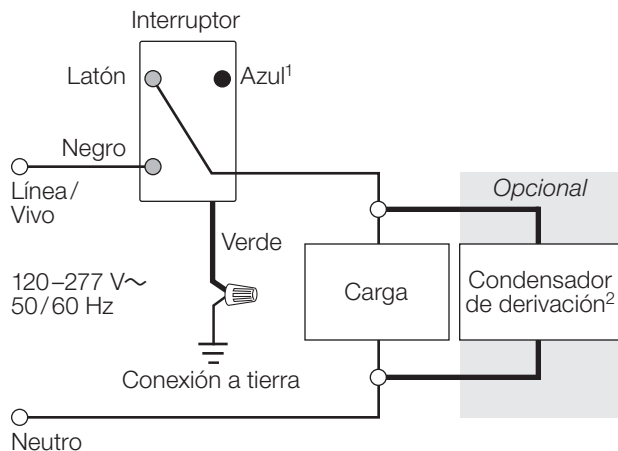 Interruptor
Latón
Azul1
Negro
Línea/
Vivo
Opcional
Verde
120–277 V~
50/60 Hz
Carga
Condensador
de derivación2
Conexión a tierra
Neutro